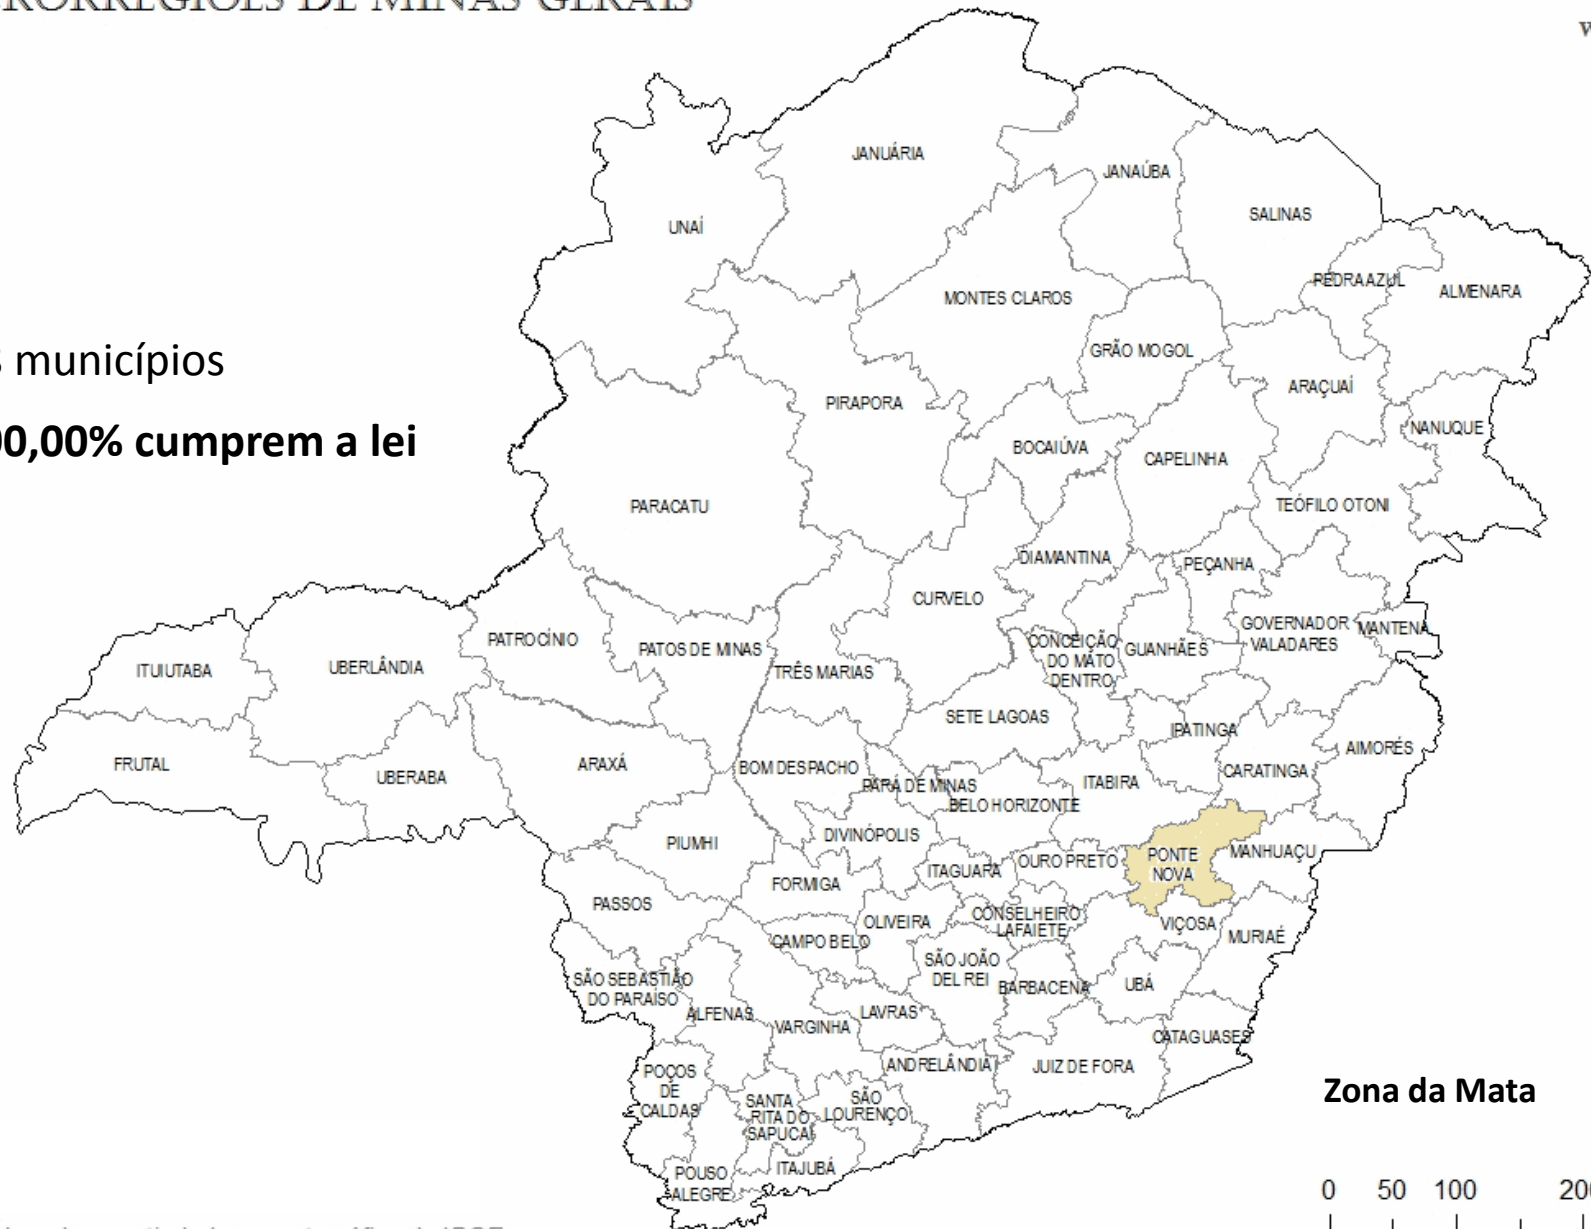 DE MINAS GERAIS
JANUÁRIA
JANAÚBA
SALINAS
UNAÍ
PEDRA AZUL
ALMENARA
MONTES CLAROS
municípios
GRÃO MOGOL
ARAÇUAÍ
PIRAPORA
NANUQUE
00,00% cumprem a lei
BOCAIÚVA
CAPELINHA
PARACATU
TEÓFILO OTONI
DIAMANTINA
PEÇANHA
CURVELO
PATROCÍNIO
PATOS DE MINAS
CONCEIÇÃO
DO MATO
DENTRO
GUANHÃES
GOVERNADOR
VALADARES
MANTENA
ITUIUTABA
UBERLÂNDIA
TRÊS MARIAS
SETE LAGOAS
IPATINGA
AIMORÉS
FRUTAL
UBERABA
ARAXÁ
BOM DESPACHO
PARÁ DE MINAS
BELO HORIZONTE
ITABIRA
CARATINGA
PIUMHI
DIVINÓPOLIS
FORMIGA
ITAGUARA
OURO PRETO
PONTE
NOVA
MANHUAÇU
PASSOS
CAMPO BELO
OLIVEIRA
CONSELHEIRO
LAFAIETE
VIÇOSA
MURIAÉ
SÃO SEBASTIÃO
DO PARAÍSO
SÃO JOÃO
DEL REI
BARBACENA
UBÁ
ALFENAS
VARGINHA
LAVRAS
CATAGUASES
POÇOS
DE
CALDAS
ANDRELÂNDIA
JUIZ DE FORA
SANTA
RITA DO
SAPUCAÍ
SÃO
LOURENÇO
Zona da Mata
POUSO
ALEGRE
ITAJUBÁ
0 50 100